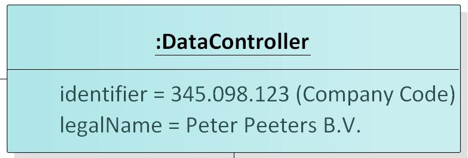 :DataController
identifier = 345.098.123 (Company Code)
legalName = Peter Peeters B.V.